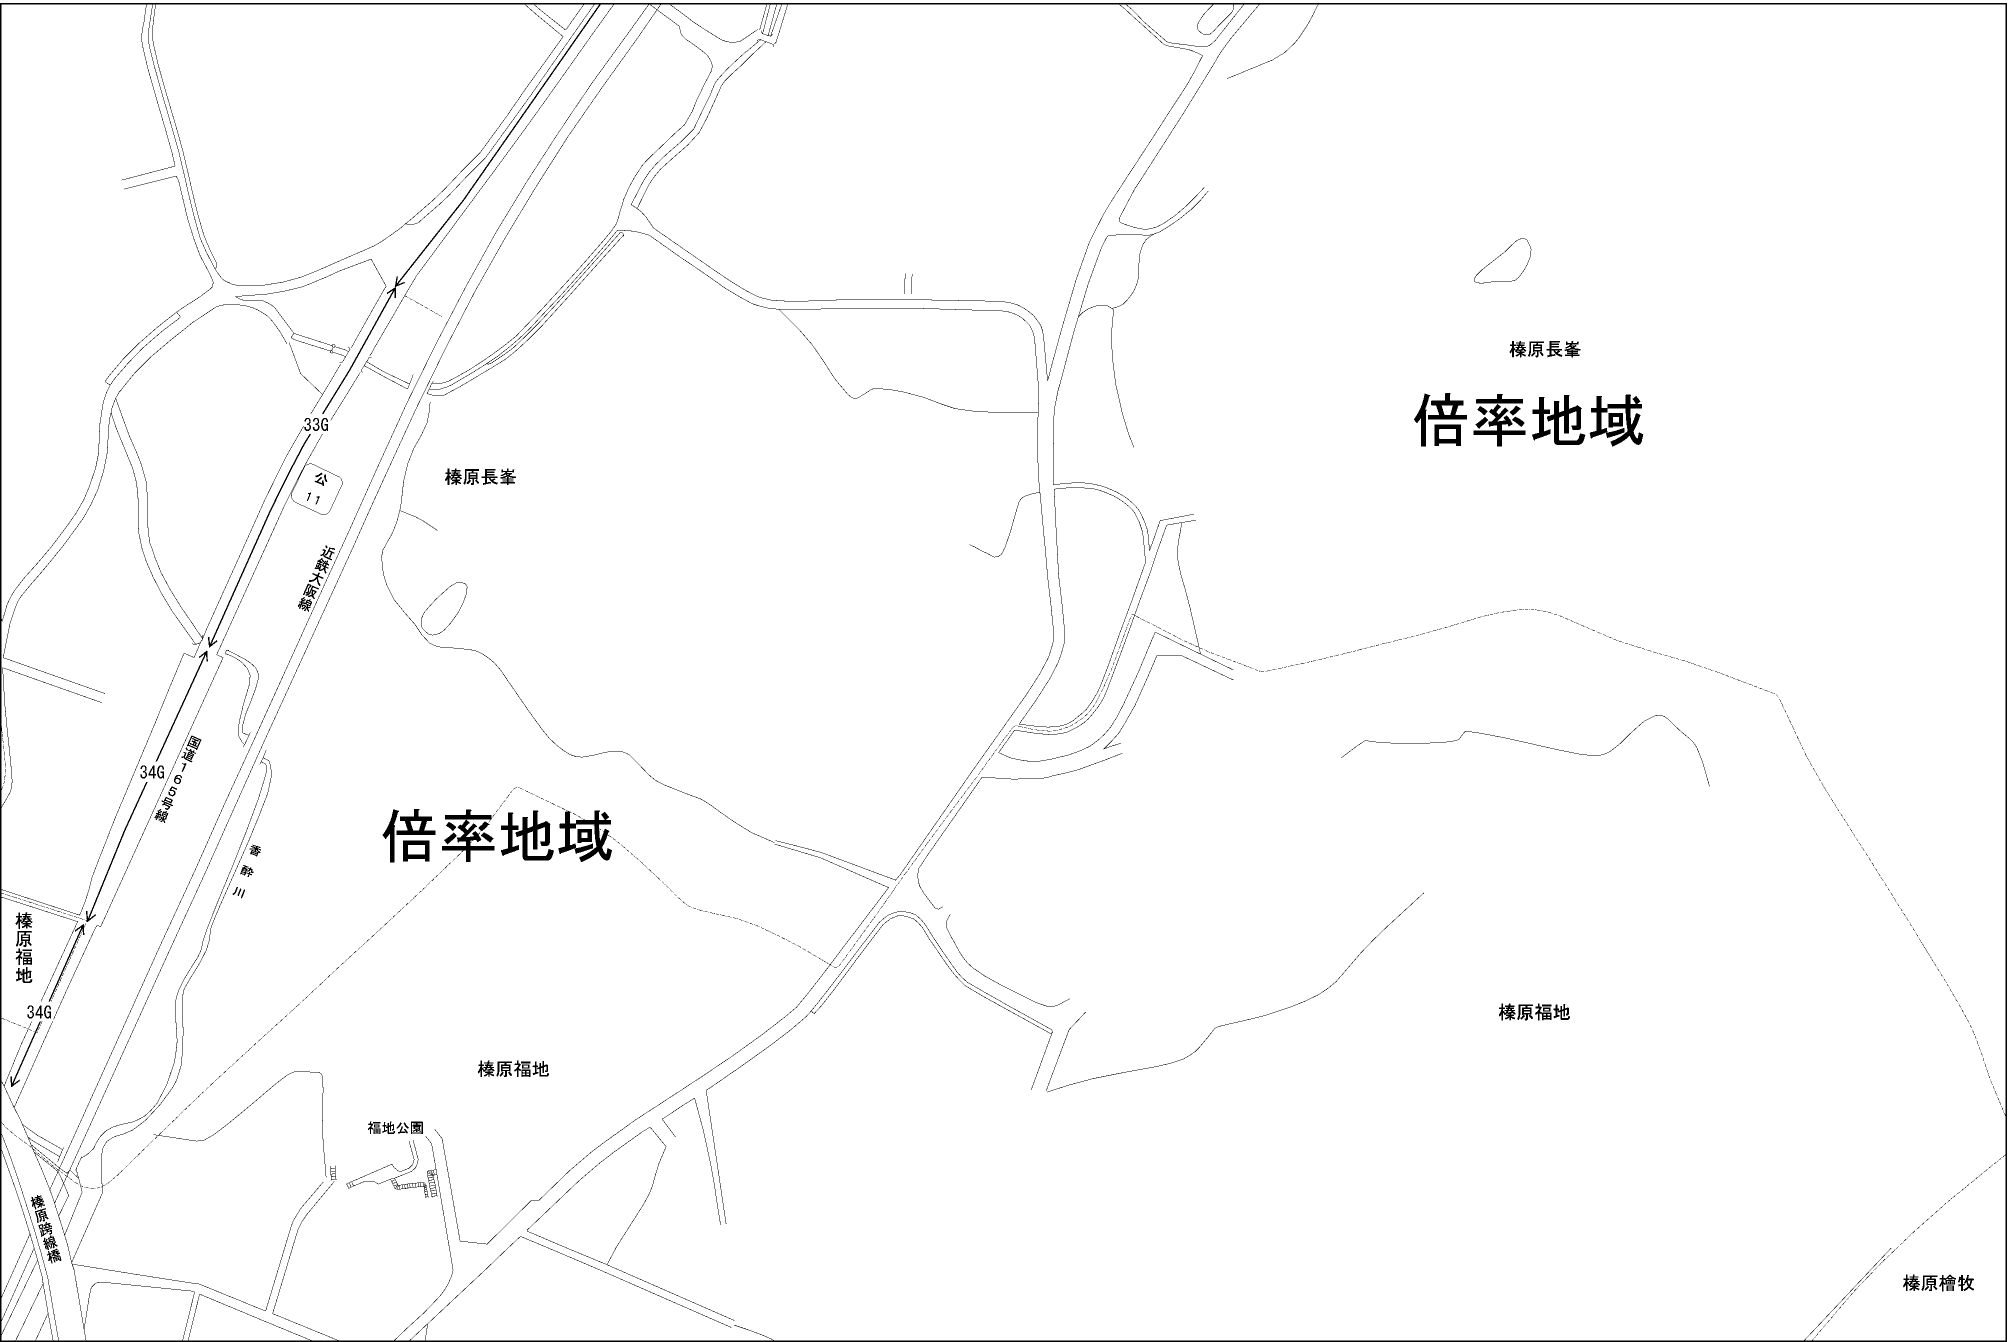 榛原長峯
倍率地域
33G
公
11
榛原長峯
近鉄大阪線
国道165号線
34G
倍率地域
香酔川
榛原福地
34G
榛原福地
榛原福地
福地公園
榛原跨線橋
榛原檜牧